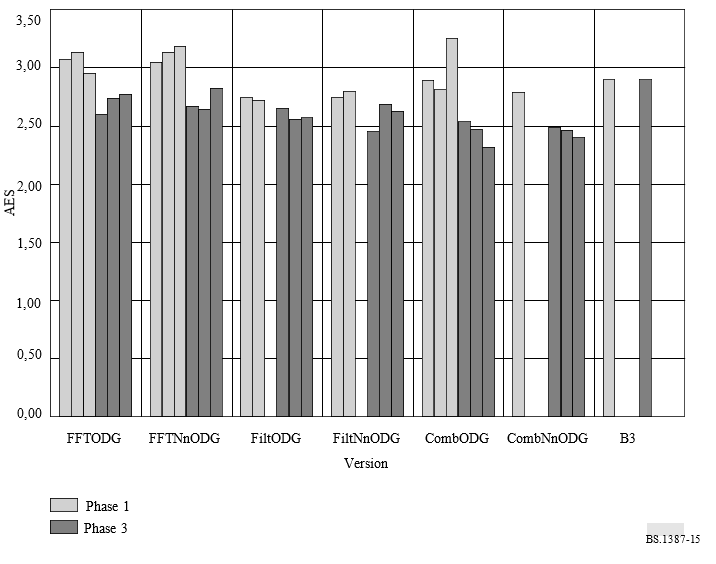 3,50
3,00
2,50
2,00
1,50
1,00
0,50
0,00
AES
FFTODG FFTNnODG FiltODG FiltNnODG CombODG CombNnODG B3
Version
Phase 1
Phase 3
BS.1387-15